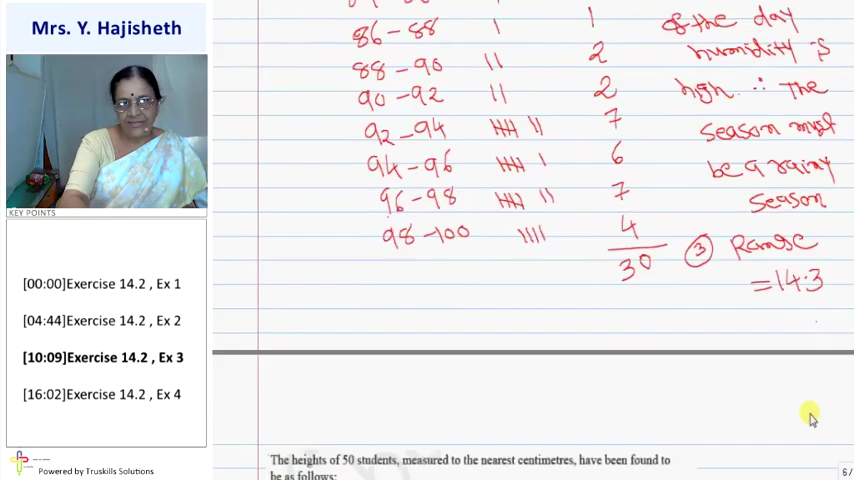 Mrs. Y. Hajisheth
KEY POINTS
[00:00]Exercise 14.2 , Ex 1
[04:44]Exercise 14.2 , Ex 2
[10:09]Exercise 14.2 , Ex 3
[16:02]Exercise 14.2 , Ex 4
Powered by Truskills Solutions
86-88 | 1
88-90 || 2
90-92 || 2
92-94 |||| || 7
94-96 |||| | 6
96-98 |||| || 7
98-100 |||| 4
30
of the day
humidity is
high ∴ The
season must
be a rainy
season
③ Range
=14.3
The heights of 50 students, measured to the nearest centimetres, have been found to
be as follows:
6/